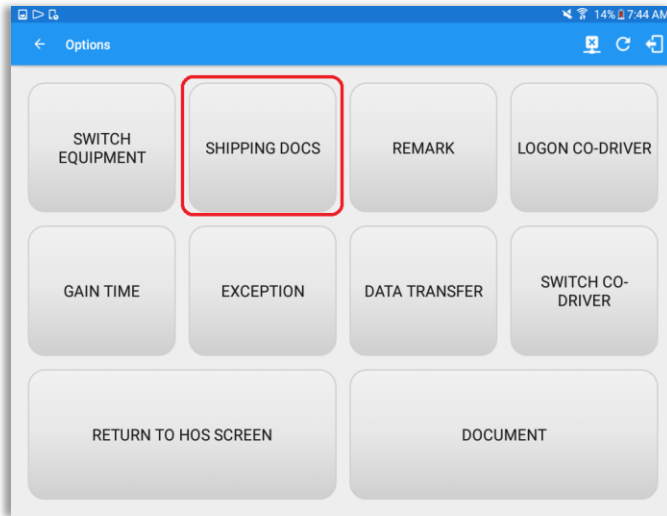 14% 7:44 AM
Options
SWITCH
EQUIPMENT
SHIPPING DOCS
REMARK
LOGON CO-DRIVER
GAIN TIME
EXCEPTION
DATA TRANSFER
SWITCH CO-
DRIVER
RETURN TO HOS SCREEN
DOCUMENT